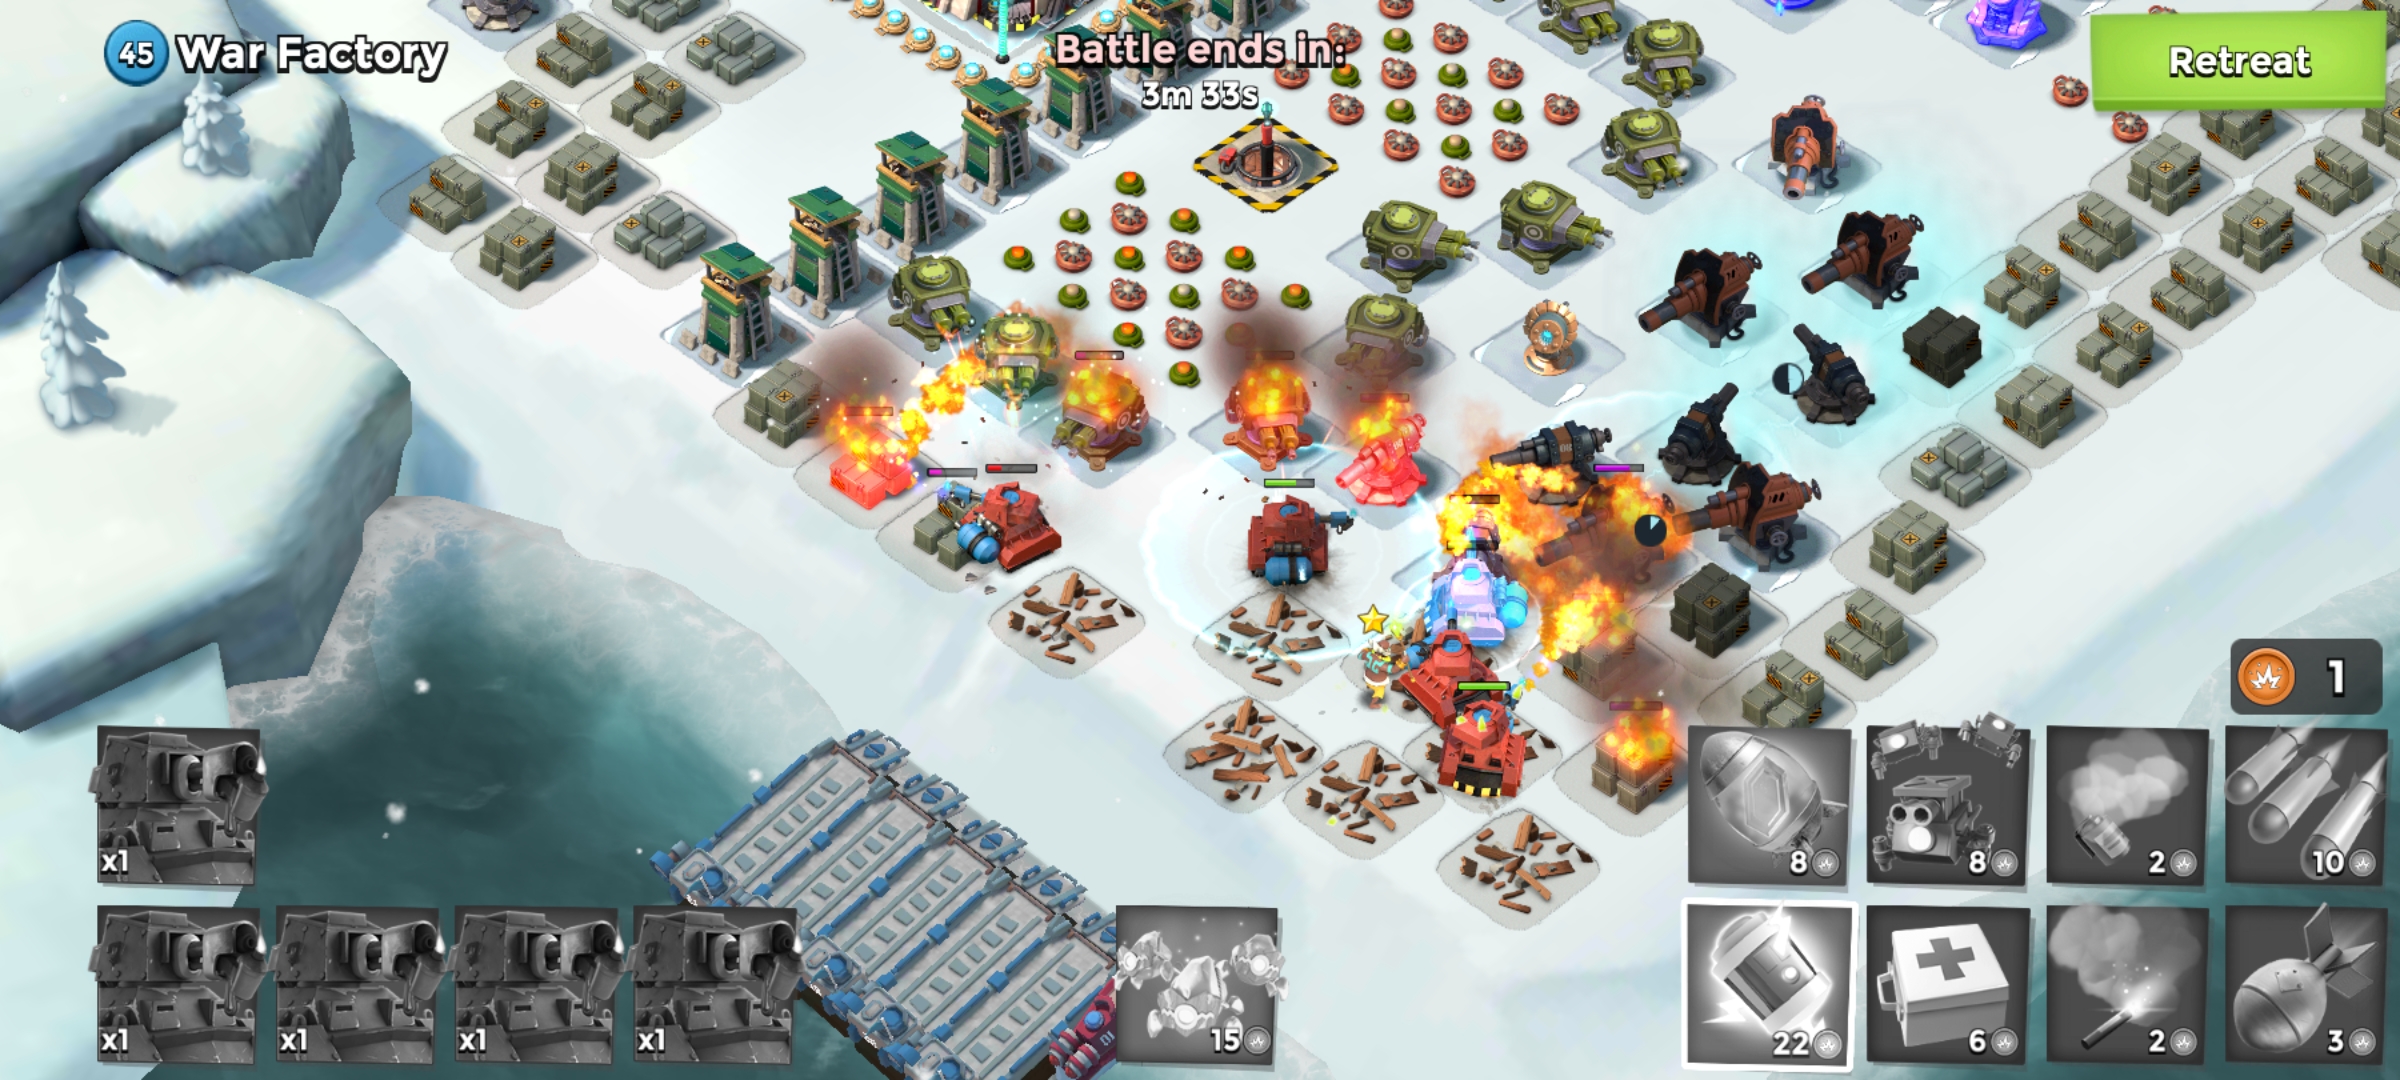 45 War Factory
Battle ends in:
3m 33s
Retreat
1
x1
8
8
2
10
x1
x1
x1
x1
15
22
6
2
3